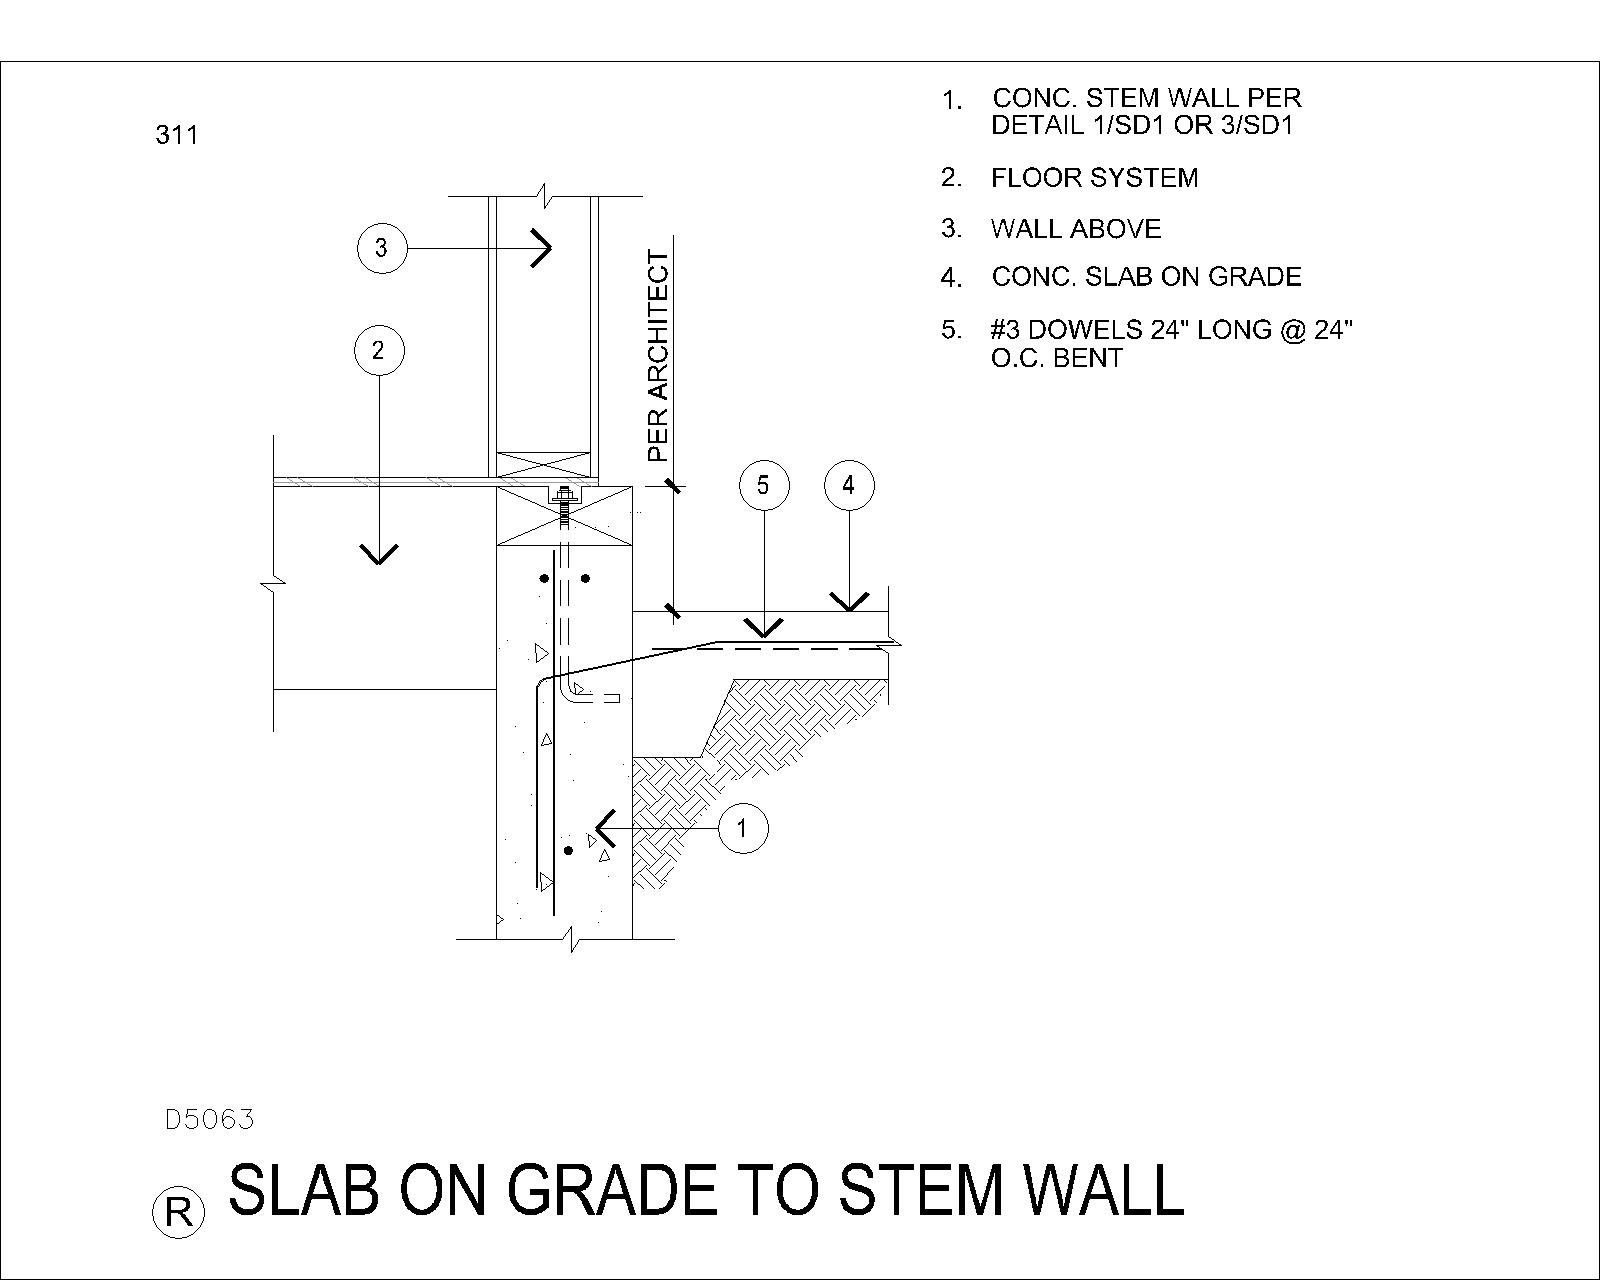 311
1. CONC. STEM WALL PER
DETAIL 1/SD1 OR 3/SD1
2. FLOOR SYSTEM
3. WALL ABOVE
4. CONC. SLAB ON GRADE
5. #3 DOWELS 24" LONG @ 24"
O.C. BENT
3
2
PER ARCHITECT
5
4
1
D5063
R SLAB ON GRADE TO STEM WALL